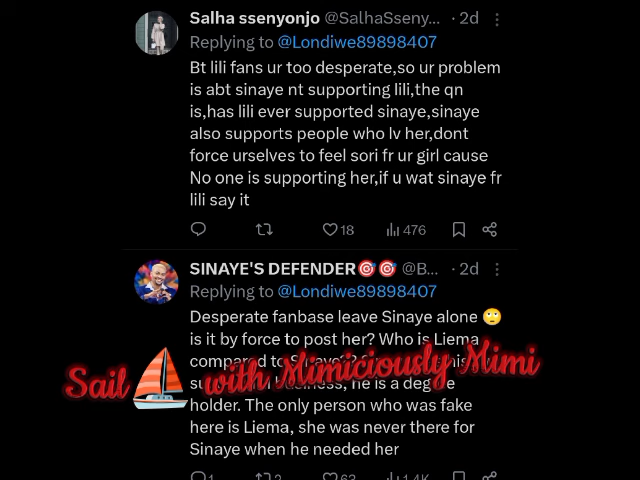 Salha ssenyonjo @SalhaSseny... · 2d
Replying to @Londiwe89898407
Bt lili fans ur too desperate,so ur problem
is abt sinaye nt supporting lili,the qn
is,has lili ever supported sinaye,sinaye
also supports people who lv her,dont
force urselves to feel sori fr ur girl cause
No one is supporting her,if u wat sinaye fr
lili say it
18 476
SINAYE'S DEFENDER🎯🎯 @B... · 2d
Replying to @Londiwe89898407
Desperate fanbase leave Sinaye alone 🙄
is it by force to post her? Who is Liema
compared to
Sail⛵ with Mimiciously Mimi
business, he is a
holder. The only person who was fake
here is Liema, she was never there for
Sinaye when he needed her
1 2 63 1.4K